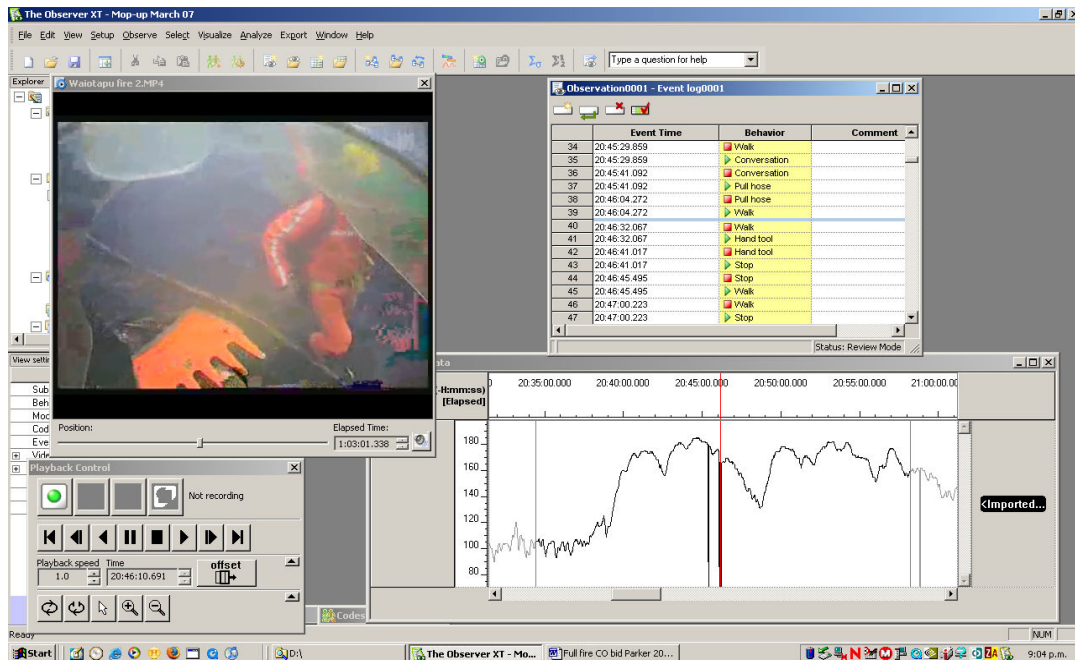 The Observer XT - Mop-up March 07
File Edit View Setup Observe Select Visualize Analyze Export Window Help
Type a question for help
Explorer
Waiotapu fire 2.MP4
Position:
Elapsed Time:
1:03:01.338
Observation0001 - Event log0001
Event Time Behavior Comment
34 20:45:29.859 Walk
35 20:45:29.859 Conversation
36 20:45:41.092 Conversation
37 20:45:41.092 Pull hose
38 20:46:04.272 Pull hose
39 20:46:04.272 Walk
40 20:46:32.067 Walk
41 20:46:32.067 Hand tool
42 20:46:41.017 Hand tool
43 20:46:41.017 Stop
44 20:46:45.495 Stop
45 20:46:45.495 Walk
46 20:47:00.223 Walk
47 20:47:00.223 Stop
Status: Review Mode
View setti
Sub
Beh
Mod
Cod
Eve
Vide
ata
-H:mm:ss)
[Elapsed]
20:35:00.000 20:40:00.000 20:45:00.000 20:50:00.000 20:55:00.000 21:00:00.00
180
160
140
120
100
80
<Imported...
Playback Control
Not recording
Playback speed Time offset
1.0 20:46:10.691
Codes
Ready
NUM
Start D:\ The Observer XT - Mo... Full fire CO bid Parker 20... 9:04 p.m.